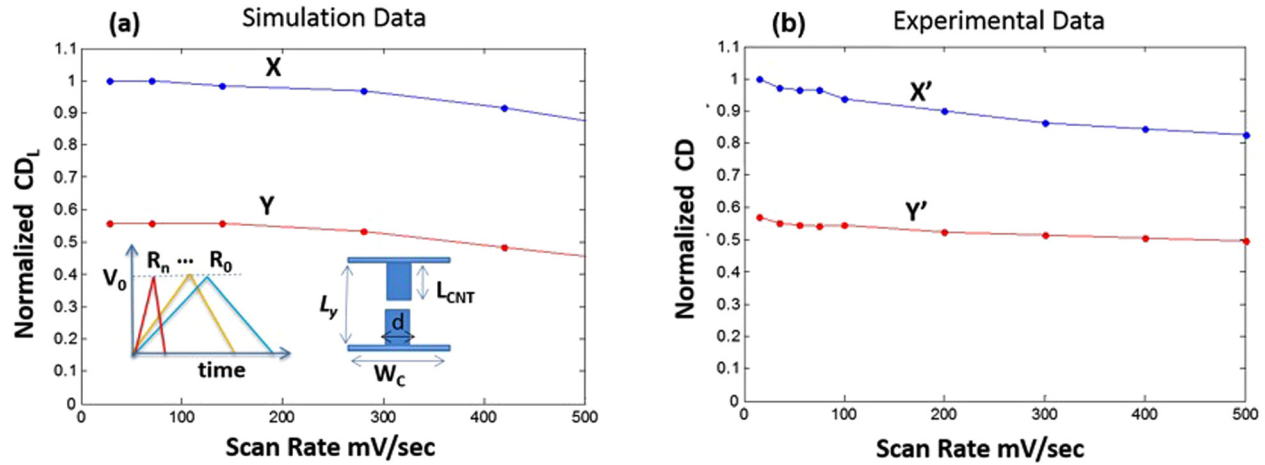 (a) Simulation Data
Normalized CD_L
1.1
1
0.9
0.8
0.7
0.6
0.5
0.4
0.3
0.2
0.1
0
X
Y
R_n ... R_0
V_0
time
L_y
L_CNT
d
W_C
0 100 200 300 400 500
Scan Rate mV/sec
(b) Experimental Data
Normalized CD
1.1
1
0.9
0.8
0.7
0.6
0.5
0.4
0.3
0.2
0.1
0
X’
Y’
0 100 200 300 400 500
Scan Rate mV/sec